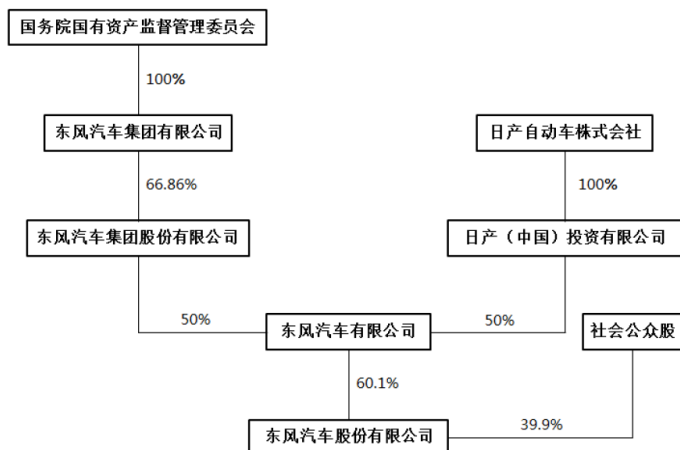 国务院国有资产监督管理委员会
100%
东风汽车集团有限公司
日产自动车株式会社
66.86%
100%
东风汽车集团股份有限公司
日产（中国）投资有限公司
50%
东风汽车有限公司
50%
社会公众股
60.1%
东风汽车股份有限公司
39.9%